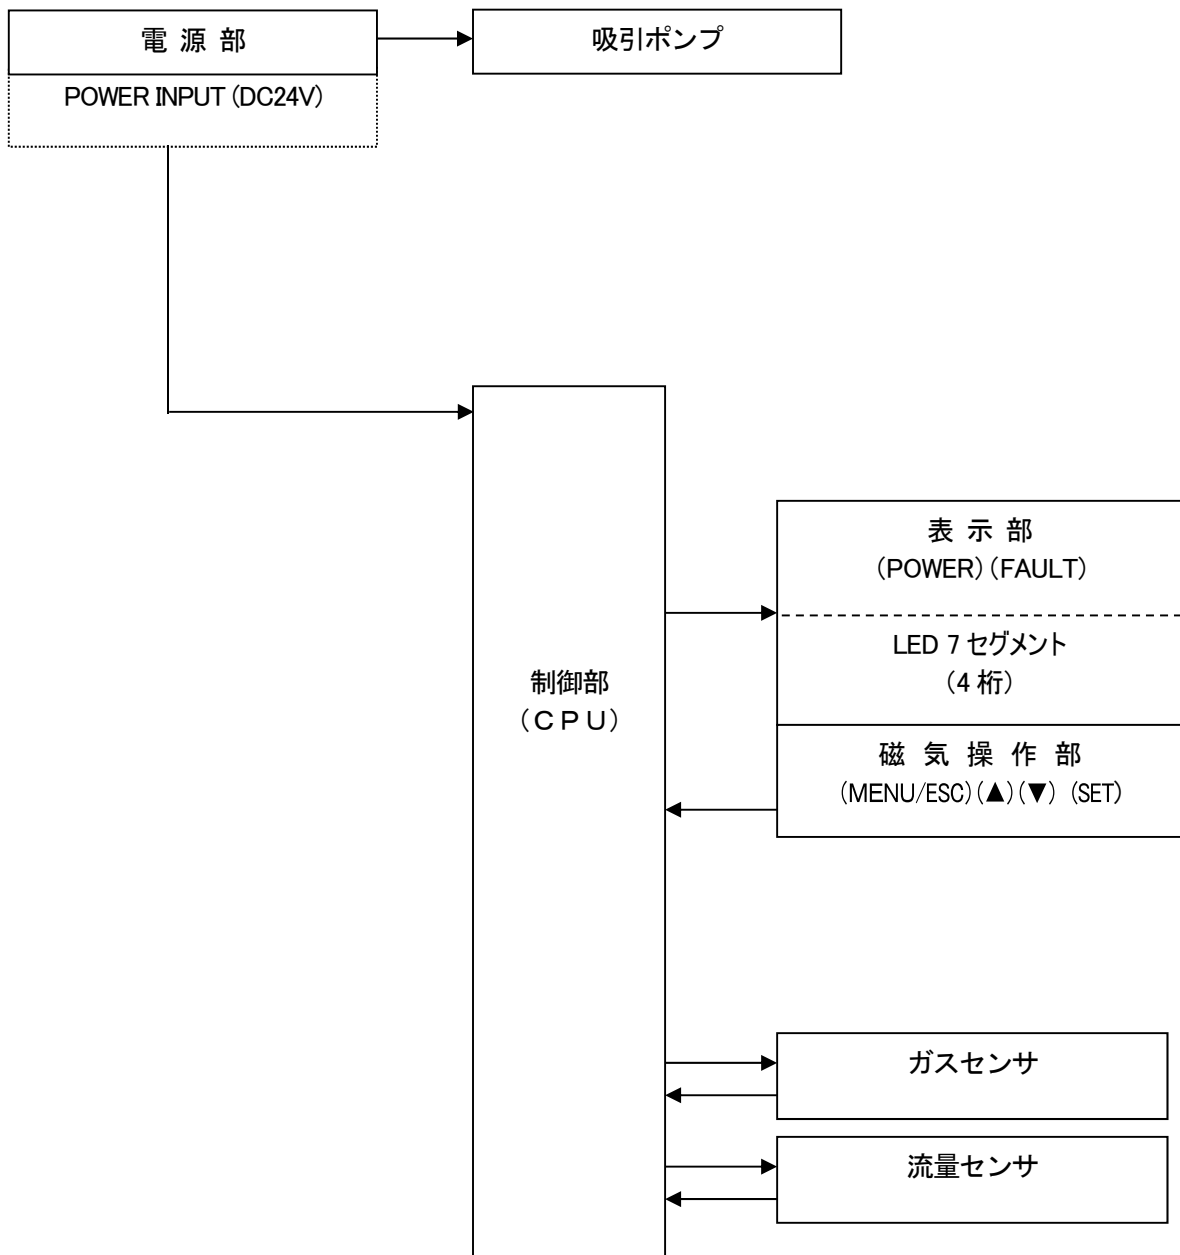 電 源 部
吸引ポンプ
POWER INPUT (DC24V)
表 示 部
(POWER) (FAULT)
LED 7 セグメント
(4 桁)
制御部
(ＣＰＵ)
磁 気 操 作 部
(MENU/ESC)(▲)(▼) (SET)
ガスセンサ
流量センサ